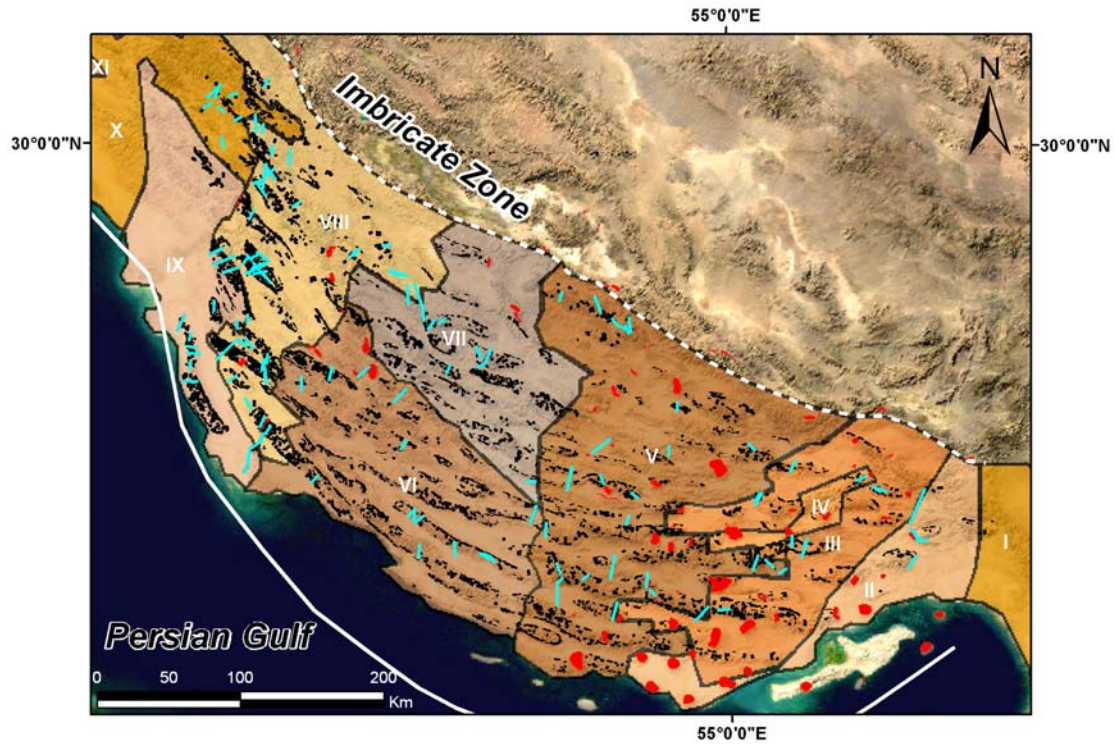 55°0'0"E
N
XI
X
30°0'0"N
30°0'0"N
Imbricate Zone
VIII
IX
VII
V
VI
IV
III
I
II
Persian Gulf
0 50 100 200
Km
55°0'0"E